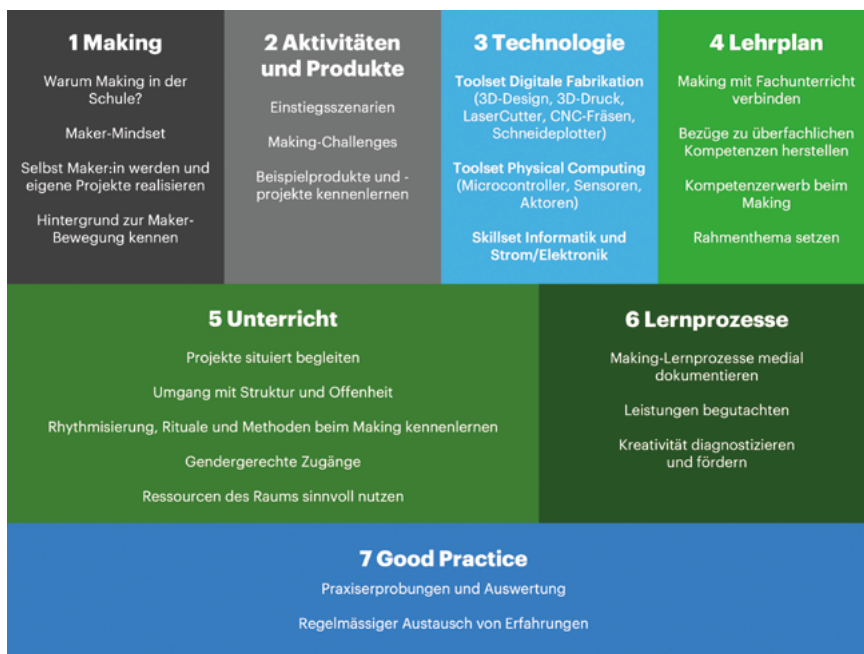 1 Making
Warum Making in der
Schule?
Maker-Mindset
Selbst Maker:in werden und
eigene Projekte realisieren
Hintergrund zur Maker-
Bewegung kennen
2 Aktivitäten
und Produkte
Einstiegsszenarien
Making-Challenges
Beispielprodukte und -
projekte kennenlernen
3 Technologie
Toolset Digitale Fabrikation
(3D-Design, 3D-Druck,
LaserCutter, CNC-Fräsen,
Schneideplotter)
Toolset Physical Computing
(Microcontroller, Sensoren,
Aktoren)
Skillset Informatik und
Strom/Elektronik
4 Lehrplan
Making mit Fachunterricht
verbinden
Bezüge zu überfachlichen
Kompetenzen herstellen
Kompetenzerwerb beim
Making
Rahmenthema setzen
5 Unterricht
Projekte situiert begleiten
Umgang mit Struktur und Offenheit
Rhythmisierung, Rituale und Methoden beim Making kennenlernen
Gendergerechte Zugänge
Ressourcen des Raums sinnvoll nutzen
6 Lernprozesse
Making-Lernprozesse medial
dokumentieren
Leistungen begutachten
Kreativität diagnostizieren
und fördern
7 Good Practice
Praxiserprobungen und Auswertung
Regelmässiger Austausch von Erfahrungen